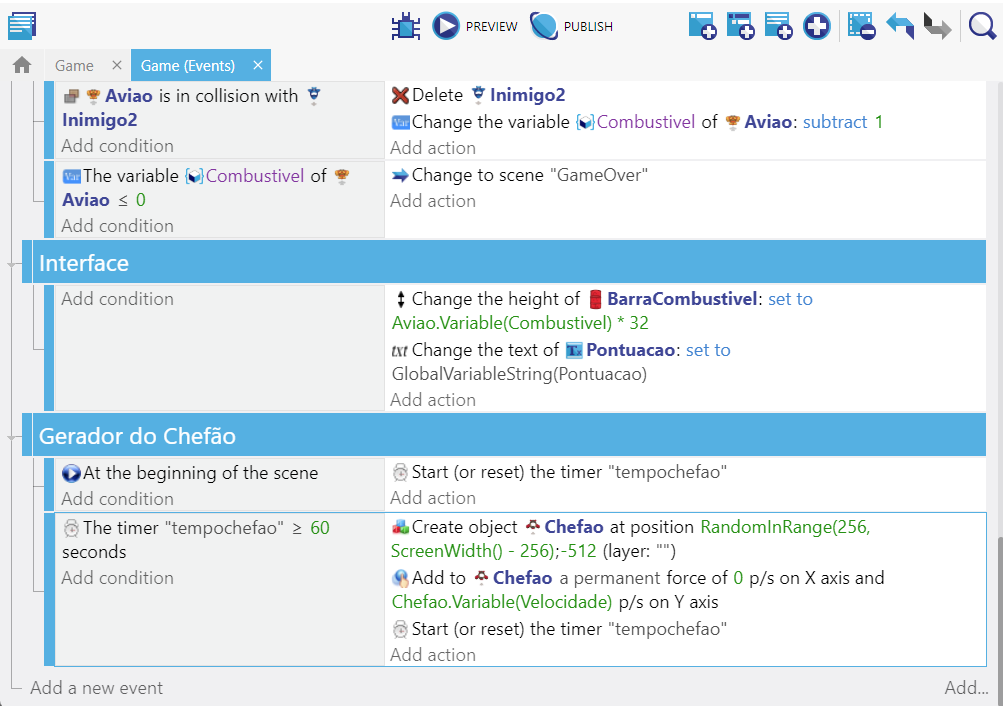 PREVIEW PUBLISH
Game × Game (Events) ×
Aviao is in collision with
Inimigo2
Add condition
Delete Inimigo2
Var Change the variable Combustivel of Aviao: subtract 1
Add action
Var The variable Combustivel of
Aviao ≤ 0
Add condition
Change to scene "GameOver"
Add action
Interface
Add condition
Change the height of BarraCombustivel: set to
Aviao.Variable(Combustivel) * 32
txt Change the text of Tx Pontuacao: set to
GlobalVariableString(Pontuacao)
Add action
Gerador do Chefão
At the beginning of the scene
Add condition
Start (or reset) the timer "tempochefao"
Add action
The timer "tempochefao" ≥ 60
seconds
Add condition
Create object Chefao at position RandomInRange(256,
ScreenWidth() - 256);-512 (layer: "")
Add to Chefao a permanent force of 0 p/s on X axis and
Chefao.Variable(Velocidade) p/s on Y axis
Start (or reset) the timer "tempochefao"
Add action
Add a new event
Add...